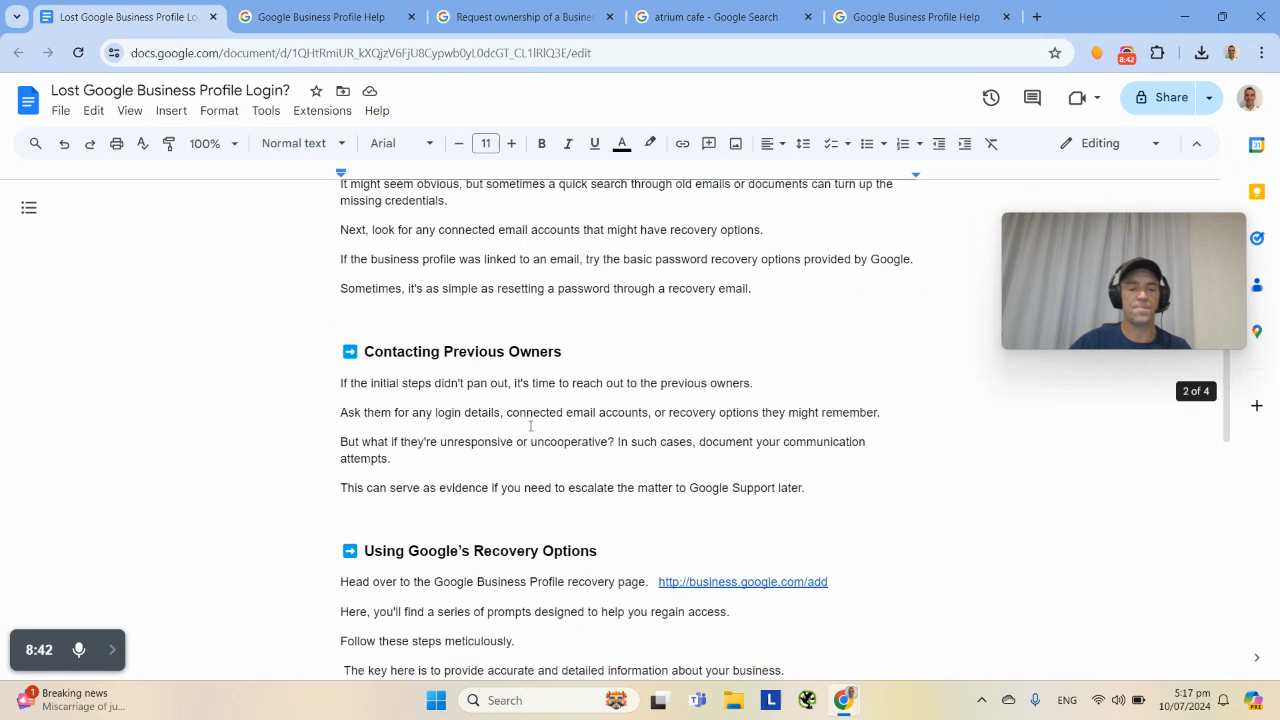 Lost Google Business Profile Lo
Google Business Profile Help
Request ownership of a Busines
atrium cafe - Google Search
Google Business Profile Help
docs.google.com/document/d/1QHtRmiUR_kXQjzV6FjU8Cypwb0yL0dcGT_CL1lRlQ3E/edit
8:42
Lost Google Business Profile Login?
File Edit View Insert Format Tools Extensions Help
Share
100% Normal text Arial 11 Editing
It might seem obvious, but sometimes a quick search through old emails or documents can turn up the
missing credentials.
Next, look for any connected email accounts that might have recovery options.
If the business profile was linked to an email, try the basic password recovery options provided by Google.
Sometimes, it's as simple as resetting a password through a recovery email.
Contacting Previous Owners
If the initial steps didn't pan out, it's time to reach out to the previous owners.
2 of 4
Ask them for any login details, connected email accounts, or recovery options they might remember.
But what if they're unresponsive or uncooperative? In such cases, document your communication
attempts.
This can serve as evidence if you need to escalate the matter to Google Support later.
Using Google’s Recovery Options
Head over to the Google Business Profile recovery page. http://business.google.com/add
Here, you'll find a series of prompts designed to help you regain access.
Follow these steps meticulously.
The key here is to provide accurate and detailed information about your business.
8:42
1
Breaking news
Miscarriage of ju...
Search
ENG
5:17 pm
10/07/2024